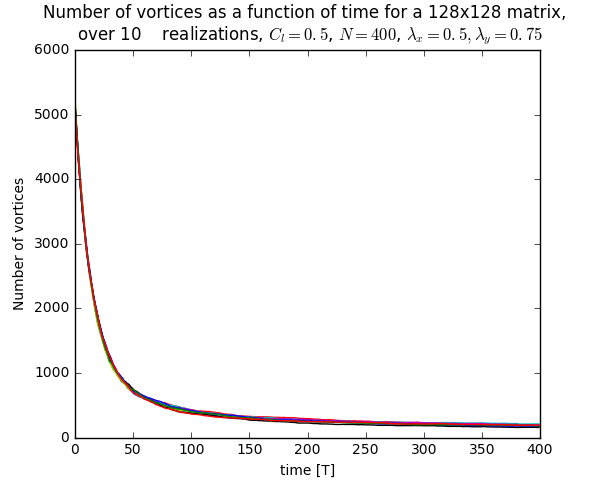 Number of vortices as a function of time for a 128x128 matrix,
over 10 realizations, $C_l = 0.5$, $N = 400$, $\lambda_x = 0.5, \lambda_y = 0.75$
6000
5000
4000
3000
2000
1000
0
Number of vortices
0 50 100 150 200 250 300 350 400
time [T]